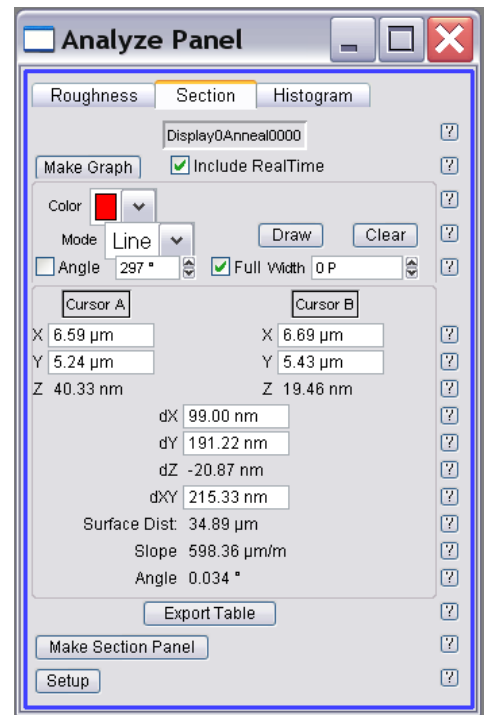 Analyze Panel
Roughness Section Histogram
Display0Anneal0000 ?
Make Graph Include RealTime ?
Color ?
Mode Line Draw Clear ?
Angle 297 ° Full Width 0 P ?
Cursor A Cursor B
X 6.59 µm X 6.69 µm ?
Y 5.24 µm Y 5.43 µm ?
Z 40.33 nm Z 19.46 nm ?
dX 99.00 nm ?
dY 191.22 nm ?
dZ -20.87 nm ?
dXY 215.33 nm ?
Surface Dist: 34.89 µm ?
Slope 598.36 µm/m ?
Angle 0.034 ° ?
Export Table ?
Make Section Panel ?
Setup ?